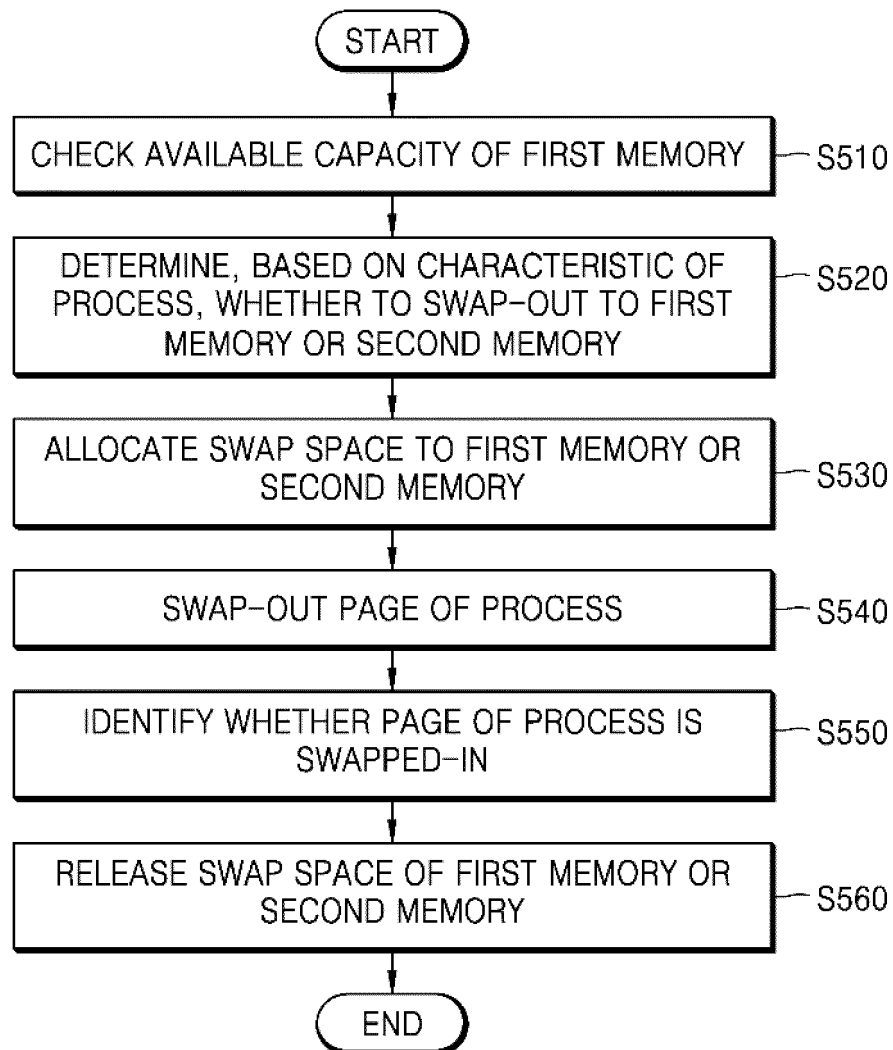 START
CHECK AVAILABLE CAPACITY OF FIRST MEMORY
S510
DETERMINE, BASED ON CHARACTERISTIC OF
PROCESS, WHETHER TO SWAP-OUT TO FIRST
MEMORY OR SECOND MEMORY
S520
ALLOCATE SWAP SPACE TO FIRST MEMORY OR
SECOND MEMORY
S530
SWAP-OUT PAGE OF PROCESS
S540
IDENTIFY WHETHER PAGE OF PROCESS IS
SWAPPED-IN
S550
RELEASE SWAP SPACE OF FIRST MEMORY OR
SECOND MEMORY
S560
END